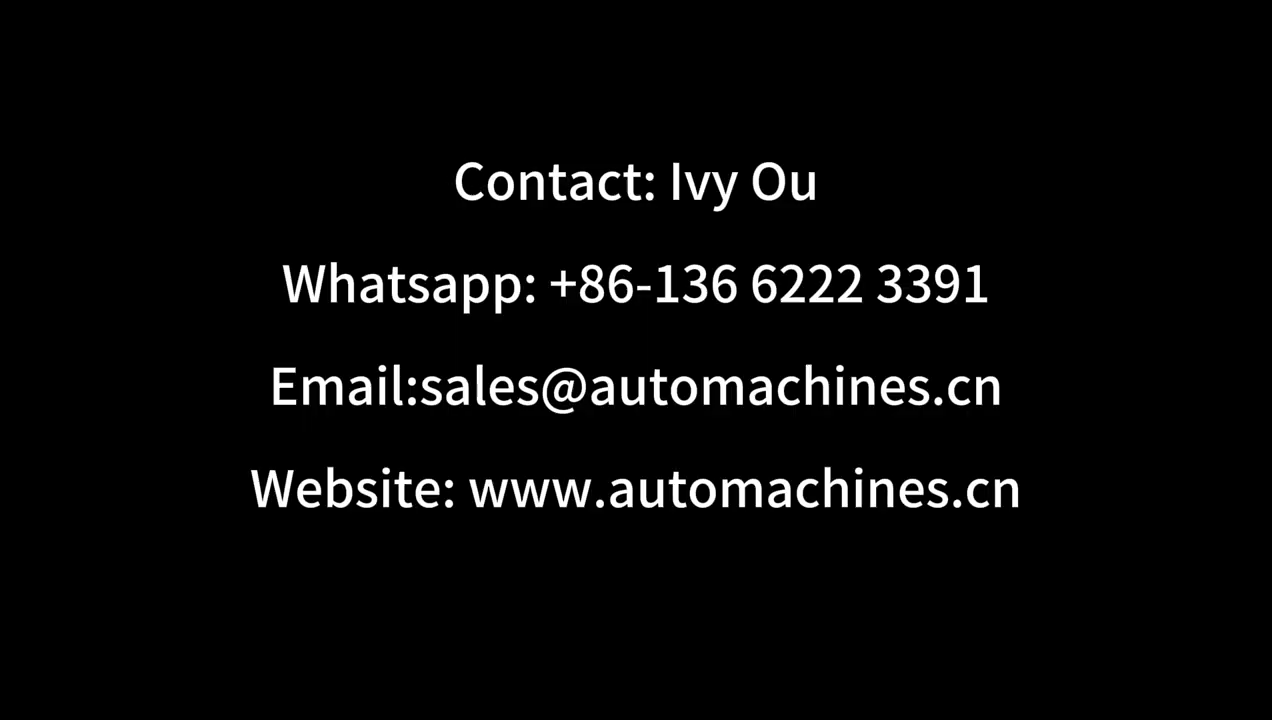 Contact: Ivy Ou
Whatsapp: +86-136 6222 3391
Email:sales@automachines.cn
Website: www.automachines.cn